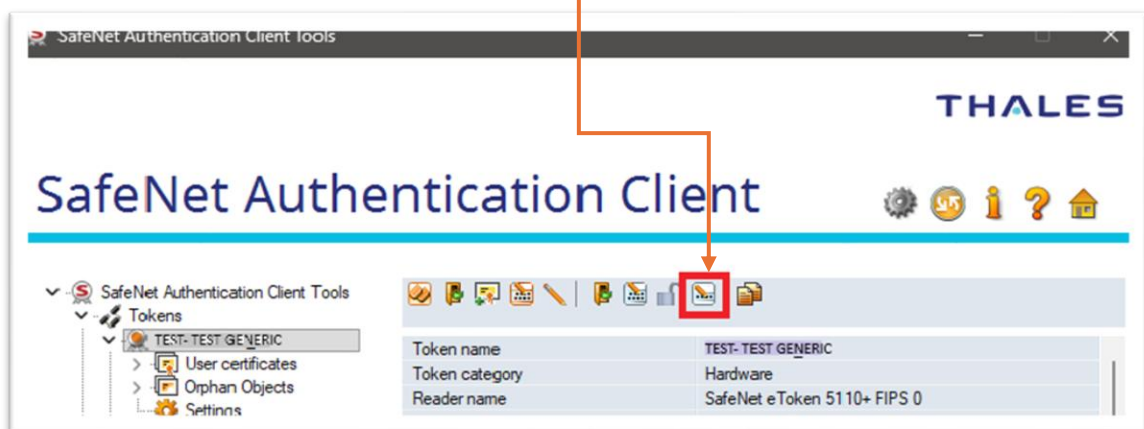 SafeNet Authentication Client Tools
THALES
SafeNet Authentication Client
SafeNet Authentication Client Tools
Tokens
TEST- TEST GENERIC
User certificates
Orphan Objects
Settings
Token name TEST- TEST GENERIC
Token category Hardware
Reader name SafeNet eToken 5110+ FIPS 0